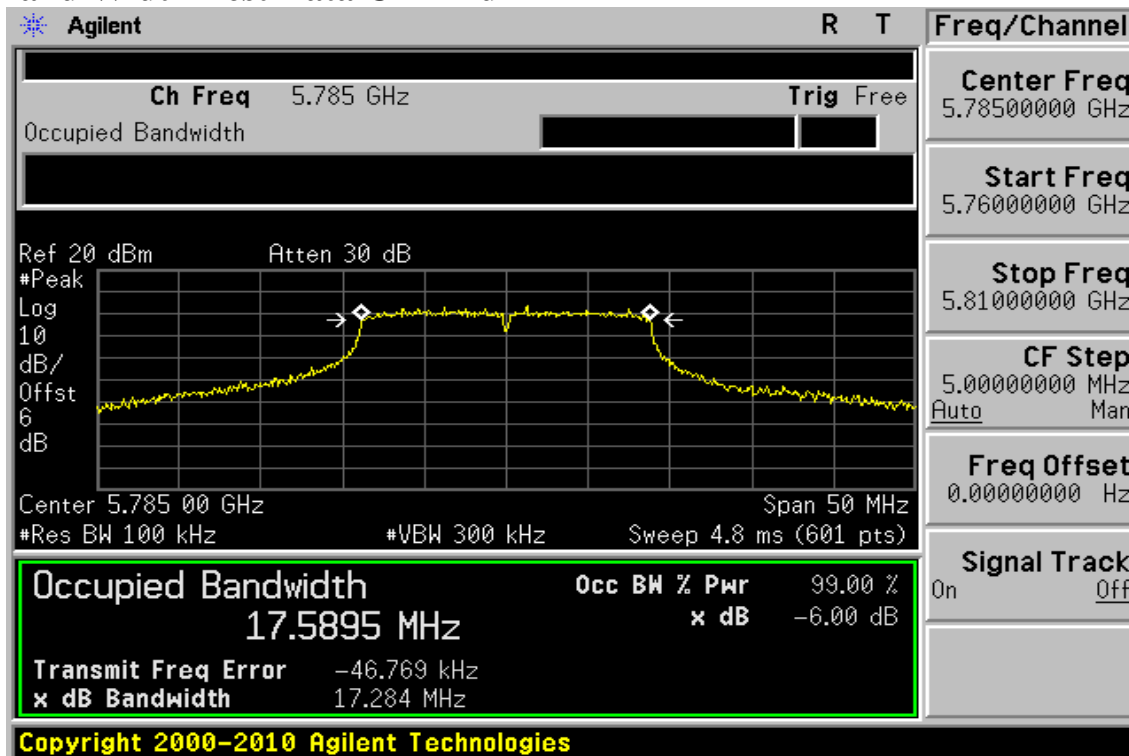 Agilent R T Freq/Channel
Ch Freq 5.785 GHz Trig Free
Occupied Bandwidth
Center Freq
5.78500000 GHz
Start Freq
5.76000000 GHz
Stop Freq
5.81000000 GHz
CF Step
5.00000000 MHz
Auto Man
Freq Offset
0.00000000 Hz
Signal Track
On Off
Ref 20 dBm Atten 30 dB
#Peak
Log
10
dB/
Offst
6
dB
Center 5.785 00 GHz Span 50 MHz
#Res BW 100 kHz #VBW 300 kHz Sweep 4.8 ms (601 pts)
Occupied Bandwidth Occ BW % Pwr 99.00 %
17.5895 MHz x dB -6.00 dB
Transmit Freq Error -46.769 kHz
x dB Bandwidth 17.284 MHz
Copyright 2000-2010 Agilent Technologies